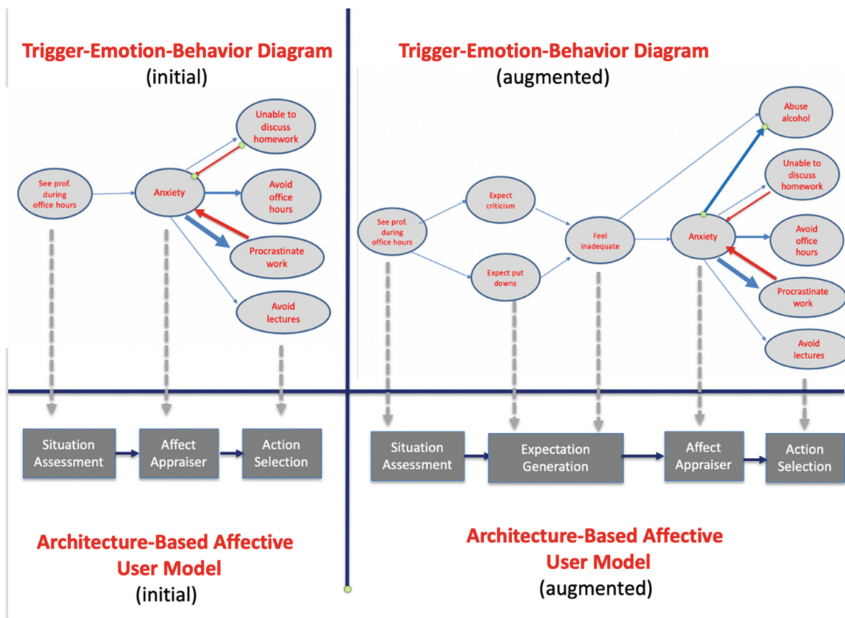 Trigger-Emotion-Behavior Diagram
(initial)
Unable to
discuss
homework
See prof.
during
office hours
Anxiety
Avoid
office
hours
Procrastinate
work
Avoid
lectures
Situation
Assessment
Affect
Appraiser
Action
Selection
Architecture-Based Affective
User Model
(initial)
Trigger-Emotion-Behavior Diagram
(augmented)
Abuse
alcohol
Unable to
discuss
homework
Expect
criticism
See prof.
during
office hours
Feel
inadequate
Anxiety
Avoid
office
hours
Expect put
downs
Procrastinate
work
Avoid
lectures
Situation
Assessment
Expectation
Generation
Affect
Appraiser
Action
Selection
Architecture-Based Affective
User Model
(augmented)